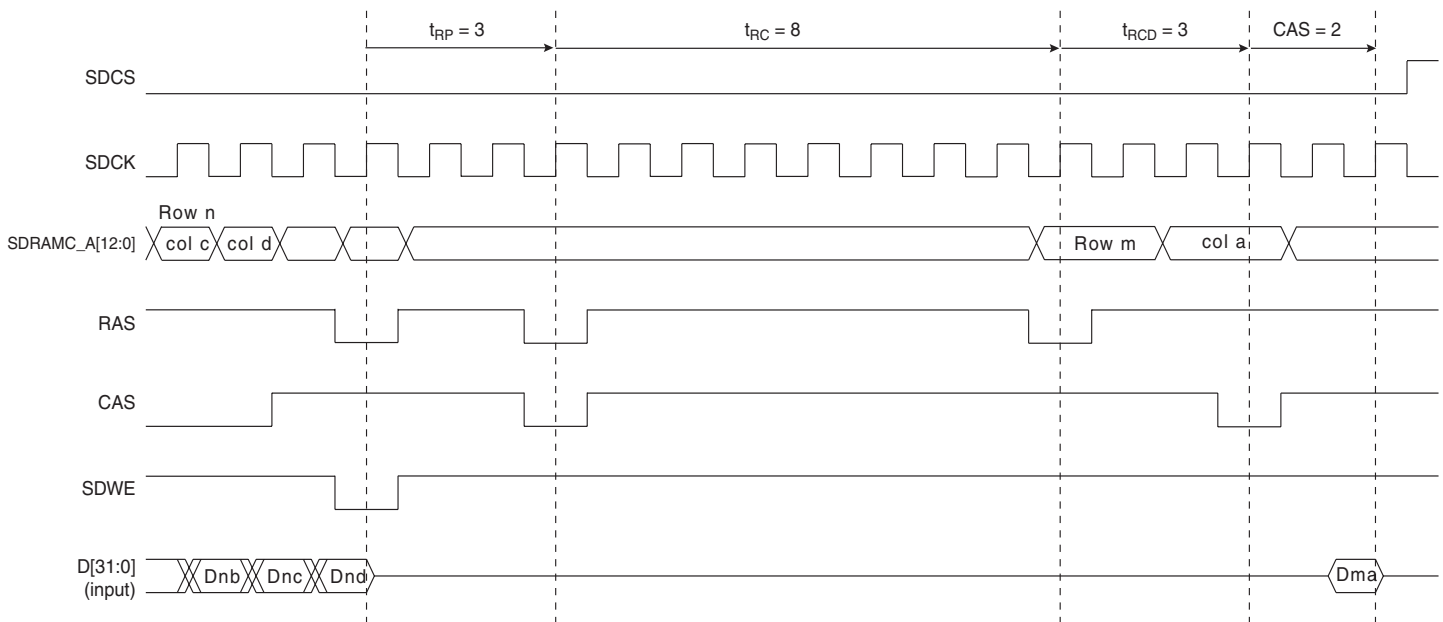 tRP = 3 tRC = 8 tRCD = 3 CAS = 2
SDCS
SDCK
Row n
SDRAMC_A[12:0] col c col d Row m col a
RAS
CAS
SDWE
D[31:0]
(input) Dnb Dnc Dnd Dma